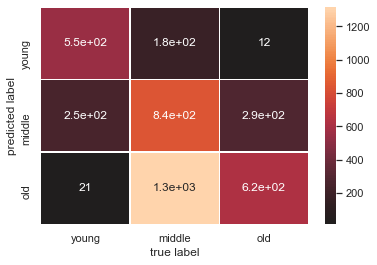 young
5.5e+02 1.8e+02 12
middle
2.5e+02 8.4e+02 2.9e+02
old
21 1.3e+03 6.2e+02
predicted label
young middle old
true label
1200
1000
800
600
400
200